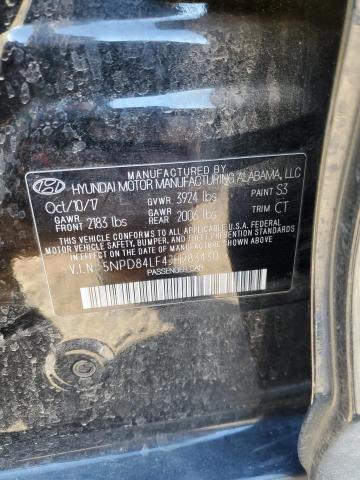 MANUFACTURED BY
HYUNDAI MOTOR MANUFACTURING ALABAMA, LLC
Oct/10/17 GVWR 3924 lbs PAINT S3
GAWR FRONT 2183 lbs GAWR REAR 2006 lbs TRIM CT
THIS VEHICLE CONFORMS TO ALL APPLICABLE U.S.A. FEDERAL
MOTOR VEHICLE SAFETY, BUMPER, AND THEFT PREVENTION
STANDARDS IN EFFECT ON THE DATE OF MANUFACTURE
SHOWN ABOVE.
V.I.N :
PASSENGER CAR